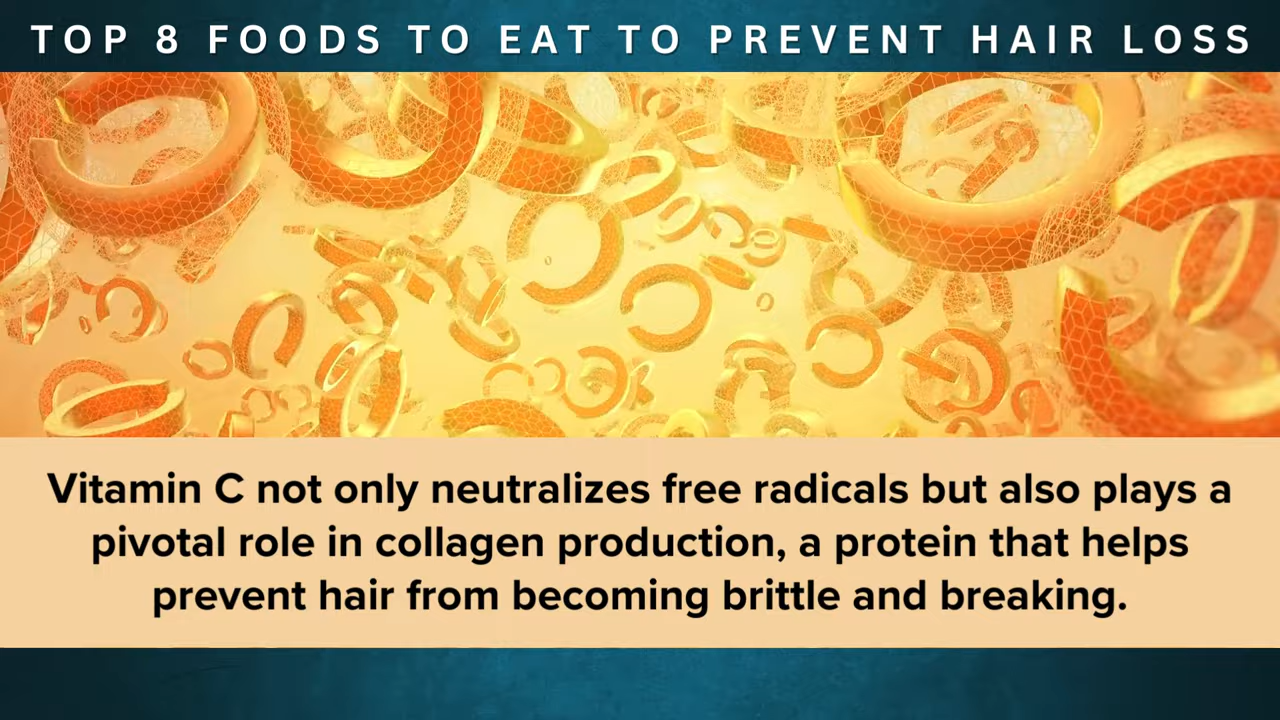 TOP 8 FOODS TO EAT TO PREVENT HAIR LOSS
Vitamin C not only neutralizes free radicals but also plays a
pivotal role in collagen production, a protein that helps
prevent hair from becoming brittle and breaking.